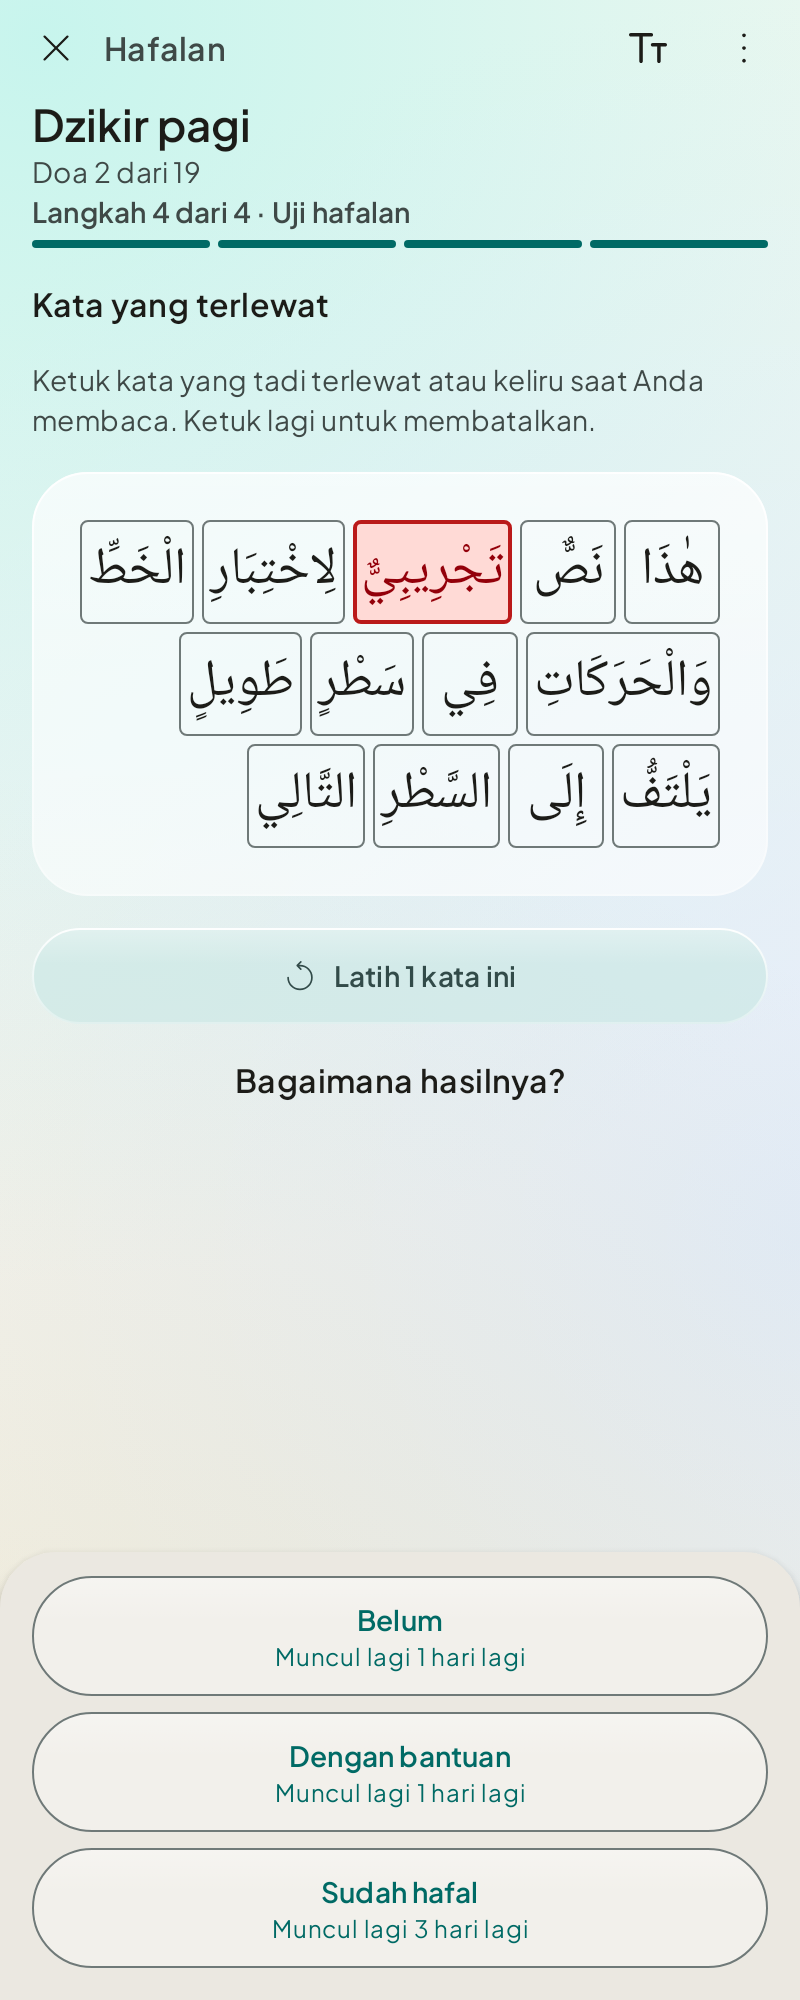 Hafalan
Dzikir pagi
Doa 2 dari 19
Langkah 4 dari 4 · Uji hafalan
Kata yang terlewat
Ketuk kata yang tadi terlewat atau keliru saat Anda
membaca. Ketuk lagi untuk membatalkan.
هٰذَا نَصٌّ تَجْرِيبِيٌّ لِاخْتِبَارِ الْخَطِّ
وَالْحَرَكَاتِ فِي سَطْرٍ طَوِيلٍ
يَلْتَفُّ إِلَى السَّطْرِ التَّالِي
Latih 1 kata ini
Bagaimana hasilnya?
Belum
Muncul lagi 1 hari lagi
Dengan bantuan
Muncul lagi 1 hari lagi
Sudah hafal
Muncul lagi 3 hari lagi